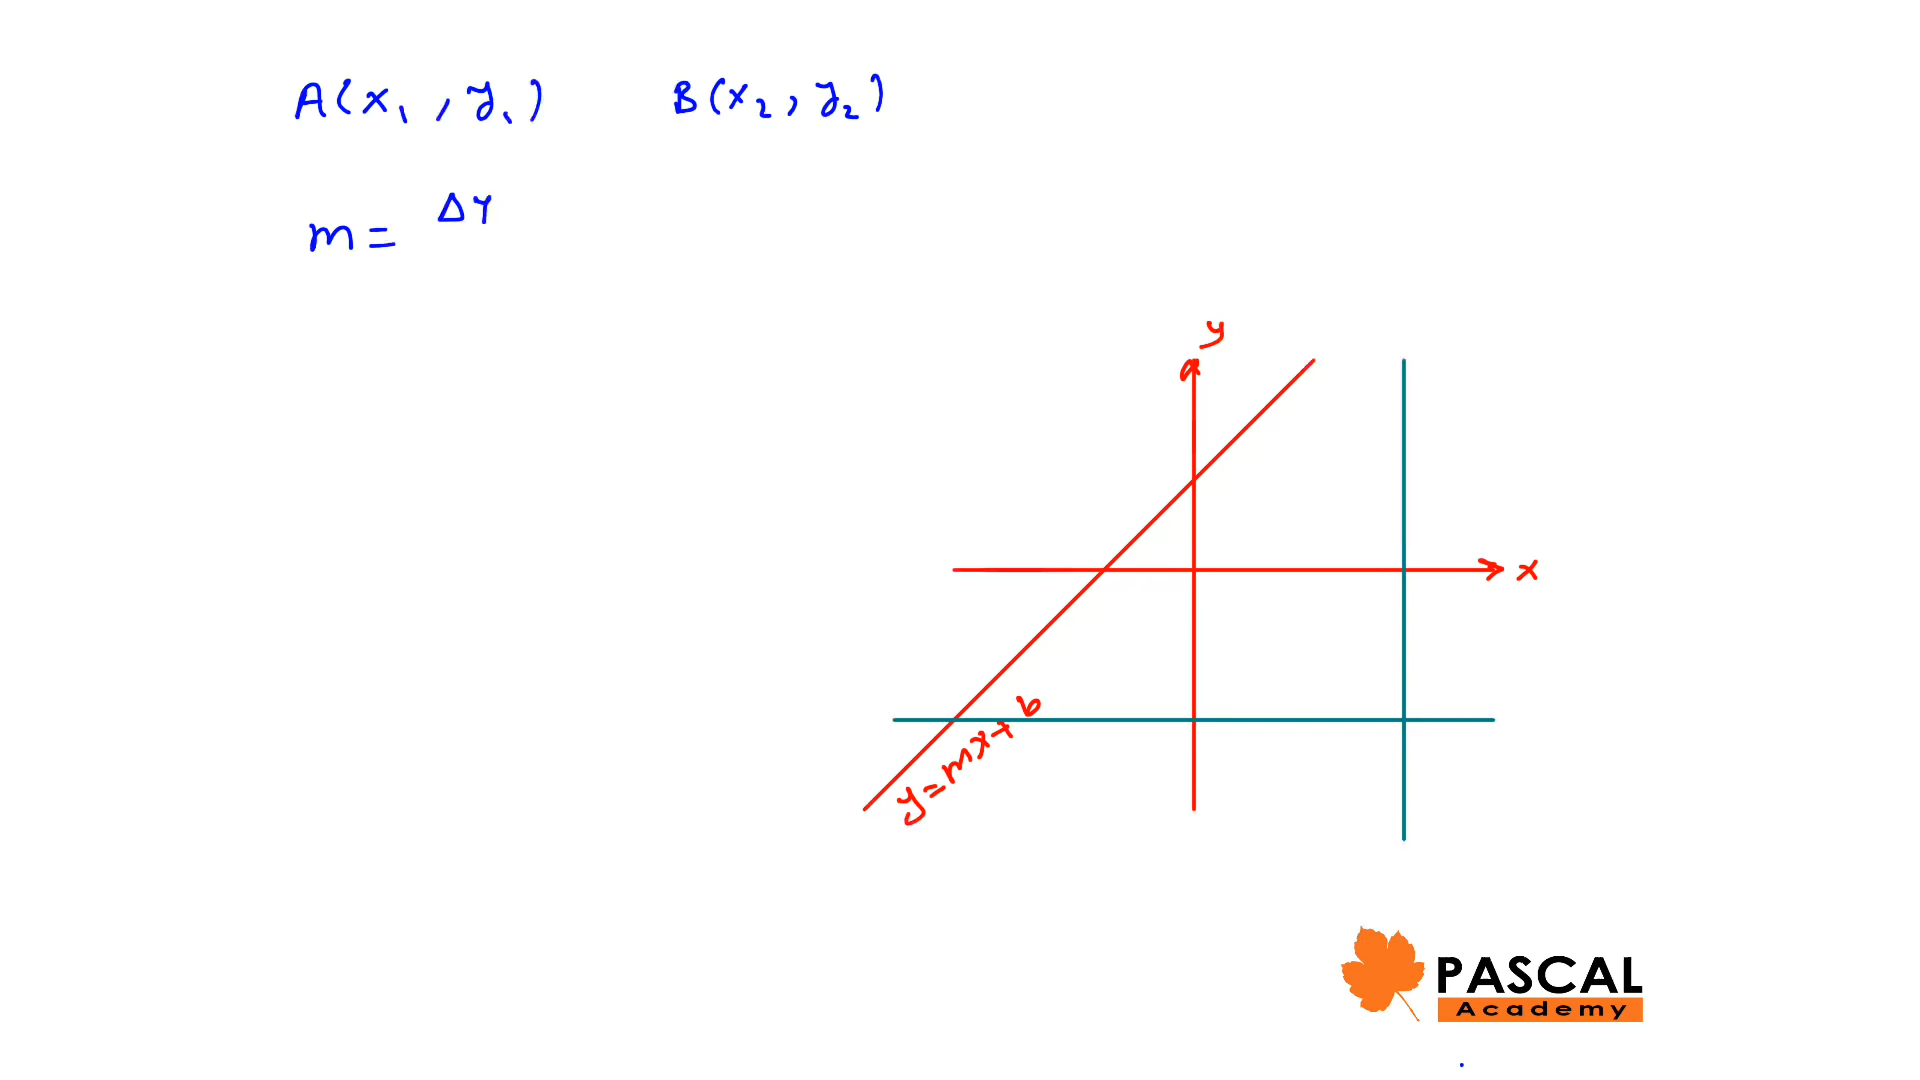 A(x₁, y₁) B(x₂, y₂)
ΔY
m =
y
x
y=mx+b
PASCAL
Academy